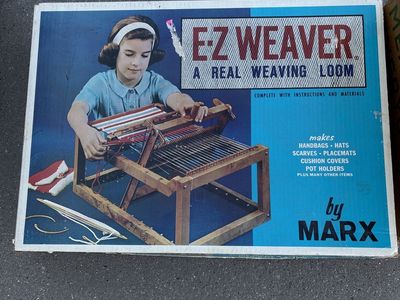 E-Z WEAVER
A REAL WEAVING LOOM
COMPLETE WITH INSTRUCTIONS AND MATERIALS
makes
HANDBAGS • HATS
SCARVES • PLACEMATS
CUSHION COVERS
POT HOLDERS
PLUS MANY OTHER ITEMS
by
MARX